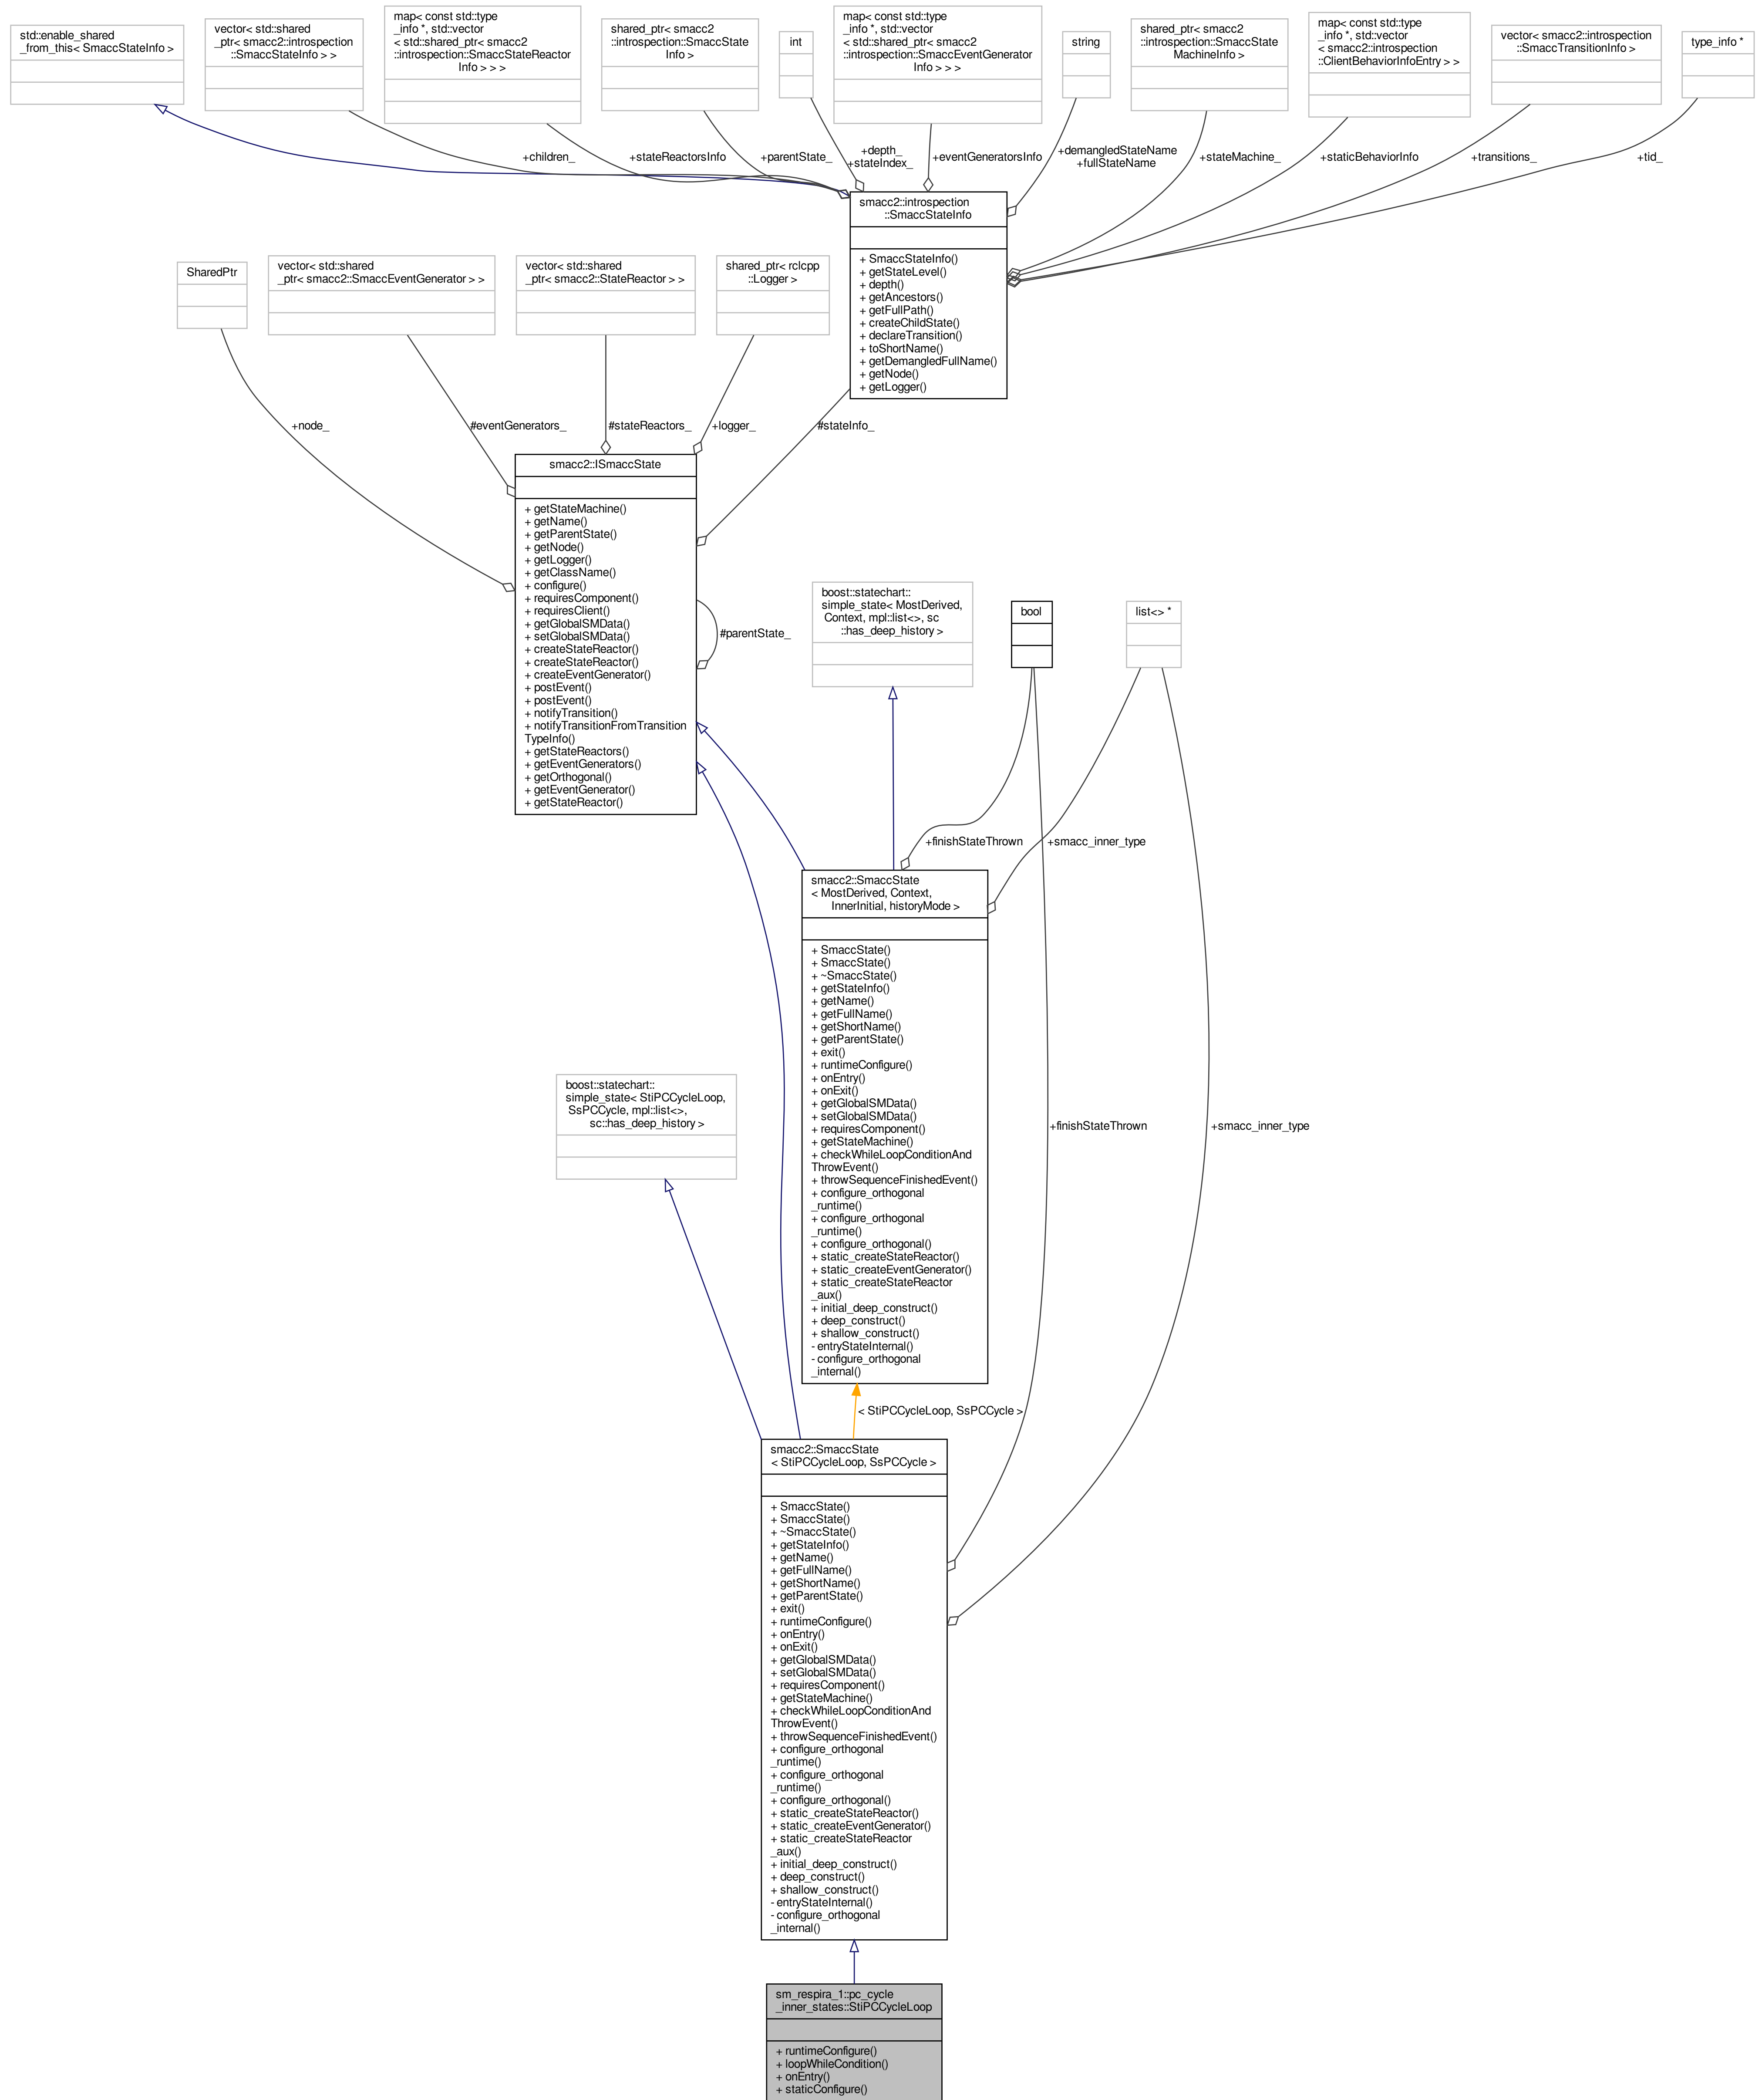 std::enable_shared
_from_this< SmaccStateInfo >
vector< std::shared
_ptr< smacc2::introspection
::SmaccStateInfo > >
map< const std::type
_info *, std::vector
< std::shared_ptr< smacc2
::introspection::SmaccStateReactor
Info > > >
shared_ptr< smacc2
::introspection::SmaccState
Info >
int
map< const std::type
_info *, std::vector
< std::shared_ptr< smacc2
::introspection::SmaccEventGenerator
Info > > >
string
shared_ptr< smacc2
::introspection::SmaccState
MachineInfo >
map< const std::type
_info *, std::vector
< smacc2::introspection
::ClientBehaviorInfoEntry > >
vector< smacc2::introspection
::SmaccTransitionInfo >
type_info *
+children_
+stateReactorsInfo
+parentState_
+depth_
+stateIndex_
+eventGeneratorsInfo
+demangledStateName
+fullStateName
+stateMachine_
+staticBehaviorInfo
+transitions_
+tid_
smacc2::introspection
::SmaccStateInfo
+ SmaccStateInfo()
+ getStateLevel()
+ depth()
+ getAncestors()
+ getFullPath()
+ createChildState()
+ declareTransition()
+ toShortName()
+ getDemangledFullName()
+ getNode()
+ getLogger()
SharedPtr
vector< std::shared
_ptr< smacc2::SmaccEventGenerator > >
vector< std::shared
_ptr< smacc2::StateReactor > >
shared_ptr< rclcpp
::Logger >
+node_
#eventGenerators_
#stateReactors_
+logger_
#stateInfo_
smacc2::ISmaccState
+ getStateMachine()
+ getName()
+ getParentState()
+ getNode()
+ getLogger()
+ getClassName()
+ configure()
+ requiresComponent()
+ requiresClient()
+ getGlobalSMData()
+ setGlobalSMData()
+ createStateReactor()
+ createStateReactor()
+ createEventGenerator()
+ postEvent()
+ postEvent()
+ notifyTransition()
+ notifyTransitionFromTransition
TypeInfo()
+ getStateReactors()
+ getEventGenerators()
+ getOrthogonal()
+ getEventGenerator()
+ getStateReactor()
#parentState_
boost::statechart::
simple_state< MostDerived,
Context, mpl::list<>, sc
::has_deep_history >
bool
list<> *
+finishStateThrown
+smacc_inner_type
smacc2::SmaccState
< MostDerived, Context,
InnerInitial, historyMode >
+ SmaccState()
+ SmaccState()
+ ~SmaccState()
+ getStateInfo()
+ getName()
+ getFullName()
+ getShortName()
+ getParentState()
+ exit()
+ runtimeConfigure()
+ onEntry()
+ onExit()
+ getGlobalSMData()
+ setGlobalSMData()
+ requiresComponent()
+ getStateMachine()
+ checkWhileLoopConditionAnd
ThrowEvent()
+ throwSequenceFinishedEvent()
+ configure_orthogonal
_runtime()
+ configure_orthogonal
_runtime()
+ configure_orthogonal()
+ static_createStateReactor()
+ static_createEventGenerator()
+ static_createStateReactor
_aux()
+ initial_deep_construct()
+ deep_construct()
+ shallow_construct()
- entryStateInternal()
- configure_orthogonal
_internal()
boost::statechart::
simple_state< StiPCCycleLoop,
SsPCCycle, mpl::list<>,
sc::has_deep_history >
+finishStateThrown
+smacc_inner_type
< StiPCCycleLoop, SsPCCycle >
smacc2::SmaccState
< StiPCCycleLoop, SsPCCycle >
+ SmaccState()
+ SmaccState()
+ ~SmaccState()
+ getStateInfo()
+ getName()
+ getFullName()
+ getShortName()
+ getParentState()
+ exit()
+ runtimeConfigure()
+ onEntry()
+ onExit()
+ getGlobalSMData()
+ setGlobalSMData()
+ requiresComponent()
+ getStateMachine()
+ checkWhileLoopConditionAnd
ThrowEvent()
+ throwSequenceFinishedEvent()
+ configure_orthogonal
_runtime()
+ configure_orthogonal
_runtime()
+ configure_orthogonal()
+ static_createStateReactor()
+ static_createEventGenerator()
+ static_createStateReactor
_aux()
+ initial_deep_construct()
+ deep_construct()
+ shallow_construct()
- entryStateInternal()
- configure_orthogonal
_internal()
sm_respira_1::pc_cycle
_inner_states::StiPCCycleLoop
+ runtimeConfigure()
+ loopWhileCondition()
+ onEntry()
+ staticConfigure()